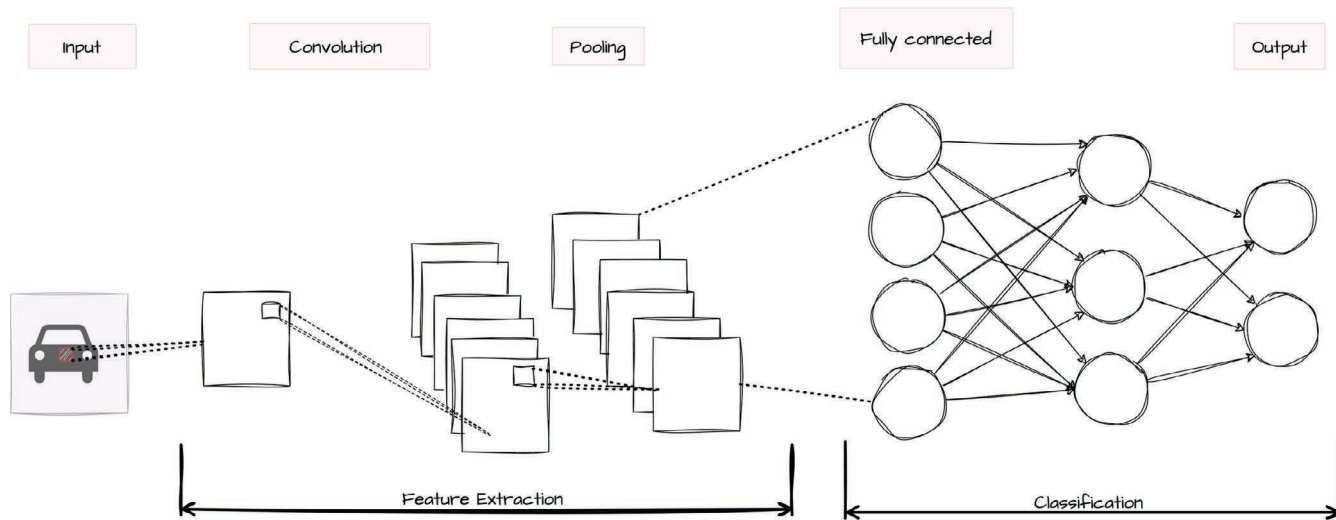 Input
Convolution
Pooling
Fully connected
Output
Feature Extraction
Classification